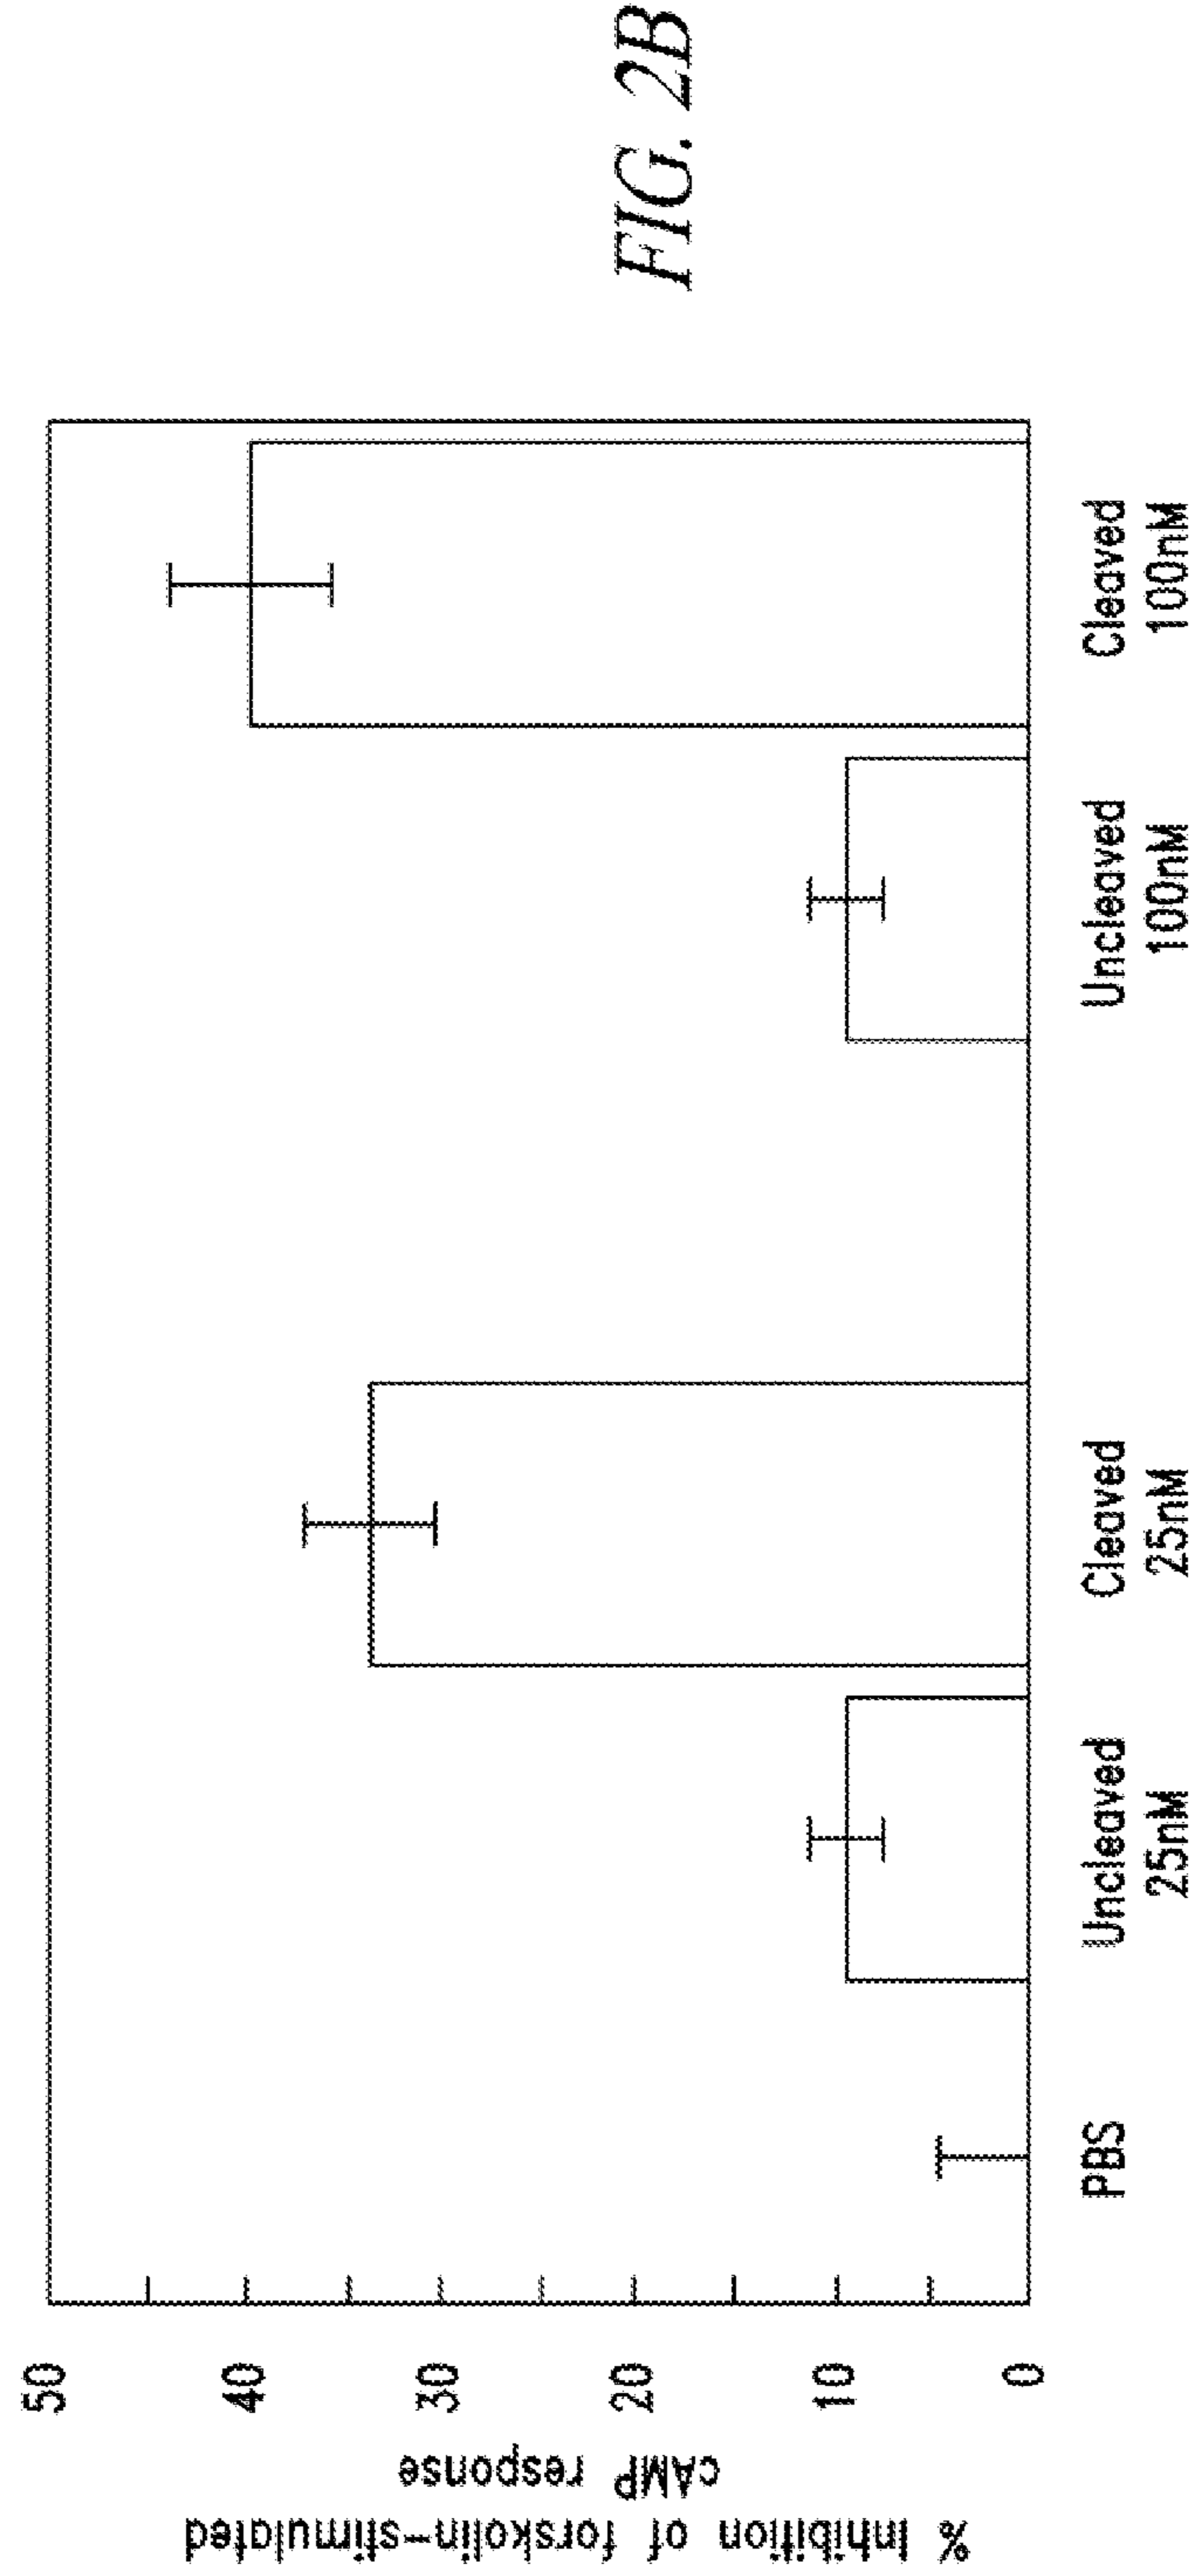 % Inhibition of forskolin-stimulated
cAMP response
50
40
30
20
10
0
PBS
Uncleaved
25nM
Cleaved
25nM
Uncleaved
100nM
Cleaved
100nM
FIG. 2B